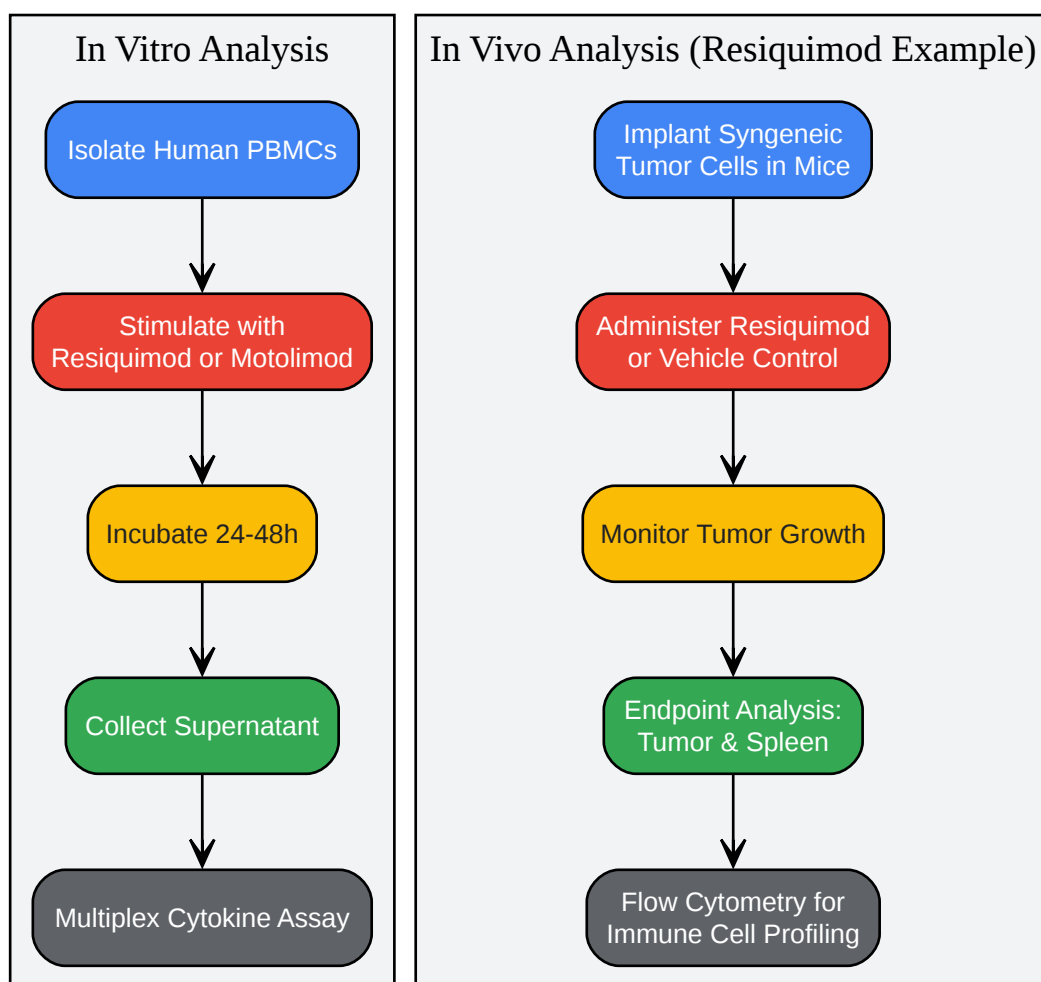 In Vitro Analysis
Isolate Human PBMCs
Stimulate with
Resiquimod or Motolimod
Incubate 24-48h
Collect Supernatant
Multiplex Cytokine Assay
In Vivo Analysis (Resiquimod Example)
Implant Syngeneic
Tumor Cells in Mice
Administer Resiquimod
or Vehicle Control
Monitor Tumor Growth
Endpoint Analysis:
Tumor & Spleen
Flow Cytometry for
Immune Cell Profiling